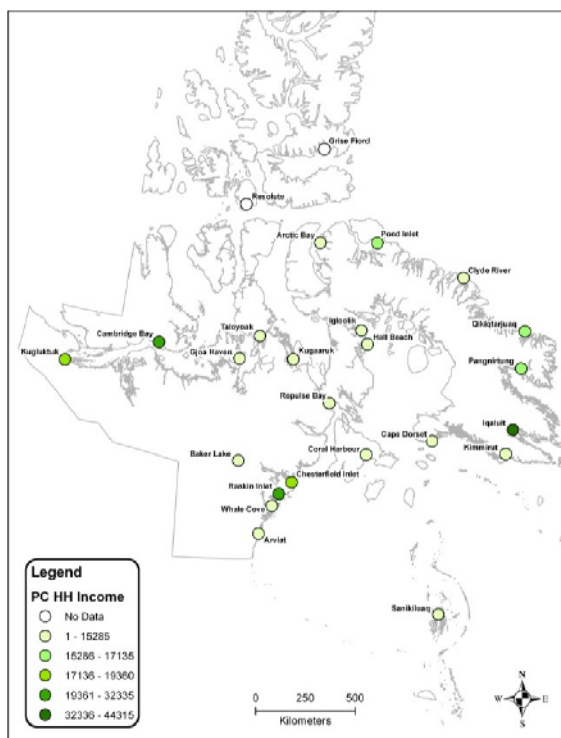 Grise Fiord
Resolute
Arctic Bay
Pond Inlet
Clyde River
Igloolik
Qikiqtarjuaq
Cambridge Bay
Taloyoak
Hall Beach
Kugluktuk
Gjoa Haven
Kugaaruk
Pangnirtung
Repulse Bay
Iqaluit
Cape Dorset
Kimmirut
Baker Lake
Coral Harbour
Chesterfield Inlet
Rankin Inlet
Whale Cove
Arviat
Sanikiluaq
Legend
PC HH Income
No Data
1 - 15285
15286 - 17135
17136 - 19360
19361 - 32335
32336 - 44315
0 250 500
Kilometers
N
W E
S